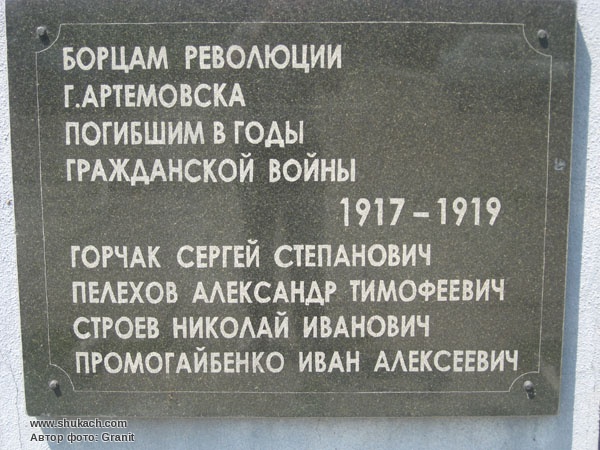 БОРЦАМ РЕВОЛЮЦИИ
Г.АРТЕМОВСКА
ПОГИБШИМ В ГОДЫ
ГРАЖДАНСКОЙ ВОЙНЫ
1917 – 1919
ГОРЧАК СЕРГЕЙ СТЕПАНОВИЧ
ПЕЛЕХОВ АЛЕКСАНДР ТИМОФЕЕВИЧ
СТРОЕВ НИКОЛАЙ ИВАНОВИЧ
ПРОМОГАЙБЕНКО ИВАН АЛЕКСЕЕВИЧ
www.shukach.com
Автор фото: Granit